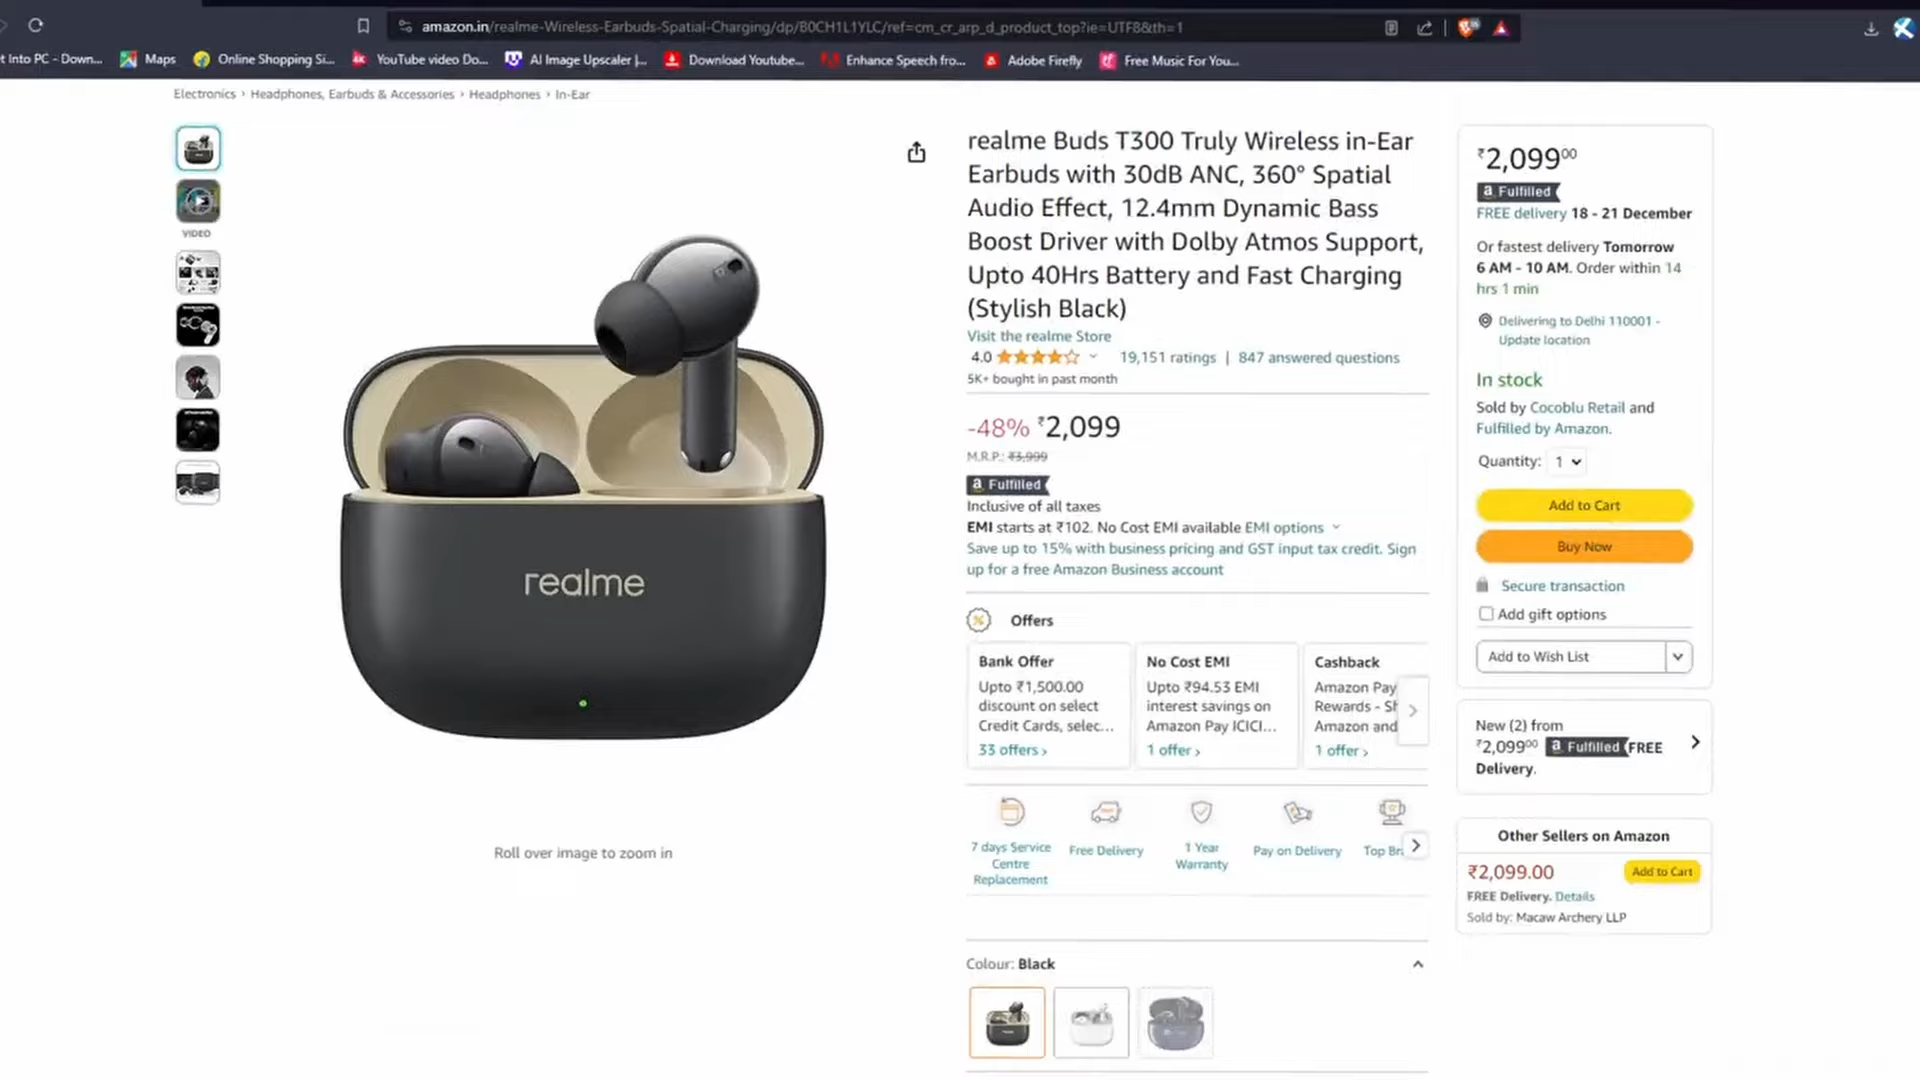 amazon.in/realme-Wireless-Earbuds-Spatial-Charging/dp/B0CH1L1YLC/ref=cm_cr_arp_d_product_top?ie=UTF8&th=1
t Into PC - Down...
Maps
Online Shopping Si...
YouTube video Do...
AI Image Upscaler |...
Download Youtube...
Enhance Speech fro...
Adobe Firefly
Free Music For You...
Electronics › Headphones, Earbuds & Accessories › Headphones › In-Ear
VIDEO
realme
Roll over image to zoom in
realme Buds T300 Truly Wireless in-Ear
Earbuds with 30dB ANC, 360° Spatial
Audio Effect, 12.4mm Dynamic Bass
Boost Driver with Dolby Atmos Support,
Upto 40Hrs Battery and Fast Charging
(Stylish Black)
Visit the realme Store
4.0
19,151 ratings | 847 answered questions
5K+ bought in past month
-48% ₹2,099
M.R.P.: ₹3,999
a Fulfilled
Inclusive of all taxes
EMI starts at ₹102. No Cost EMI available EMI options
Save up to 15% with business pricing and GST input tax credit. Sign
up for a free Amazon Business account
Offers
Bank Offer
Upto ₹1,500.00
discount on select
Credit Cards, selec...
33 offers ›
No Cost EMI
Upto ₹94.53 EMI
interest savings on
Amazon Pay ICICI...
1 offer ›
Cashback
Amazon Pay
Rewards - Sh
Amazon and
1 offer ›
7 days Service
Centre
Replacement
Free Delivery
1 Year
Warranty
Pay on Delivery
Top Br
Colour: Black
₹2,09900
a Fulfilled
FREE delivery 18 - 21 December
Or fastest delivery Tomorrow
6 AM - 10 AM. Order within 14
hrs 1 min
Delivering to Delhi 110001 -
Update location
In stock
Sold by Cocoblu Retail and
Fulfilled by Amazon.
Quantity: 1
Add to Cart
Buy Now
Secure transaction
Add gift options
Add to Wish List
New (2) from
₹2,09900 a Fulfilled FREE
Delivery.
Other Sellers on Amazon
₹2,099.00
Add to Cart
FREE Delivery. Details
Sold by: Macaw Archery LLP